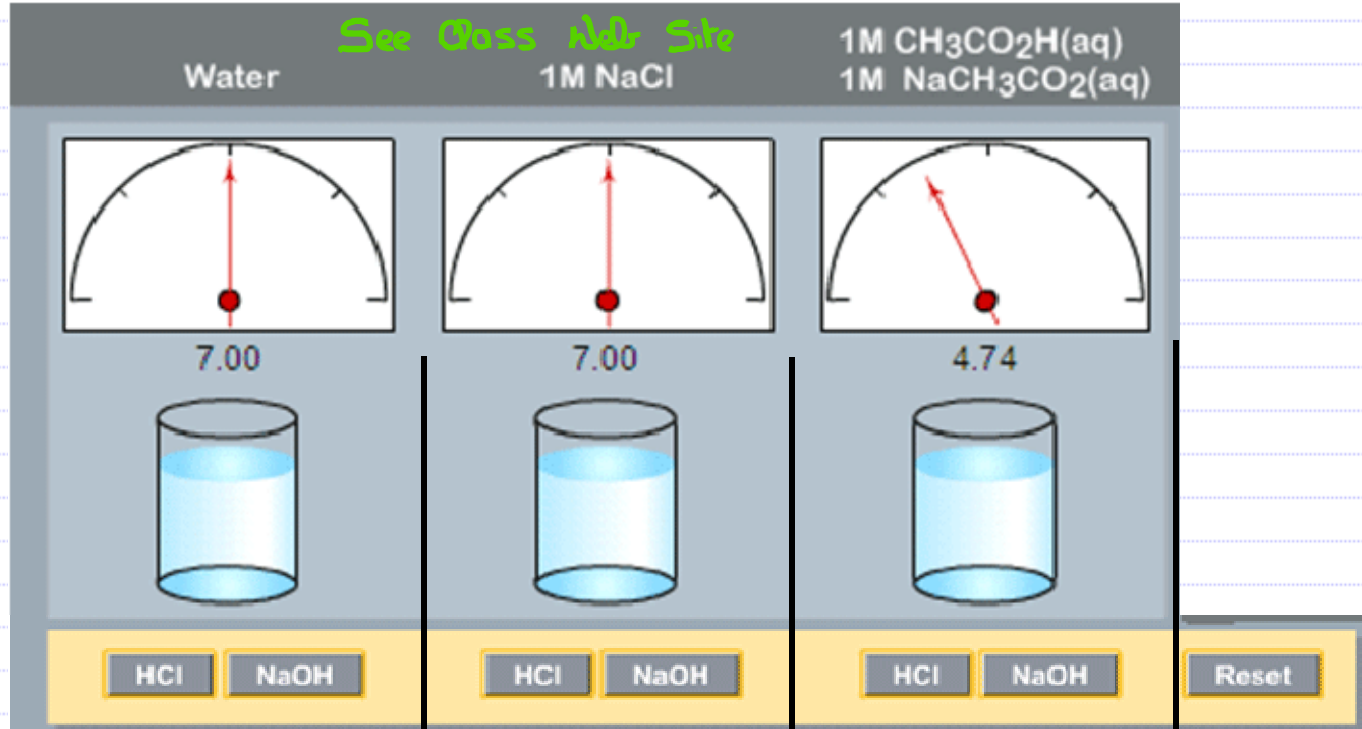 See Class Web Site
Water
1M NaCl
1M CH3CO2H(aq)
1M NaCH3CO2(aq)
7.00
7.00
4.74
HCl
NaOH
HCl
NaOH
HCl
NaOH
Reset